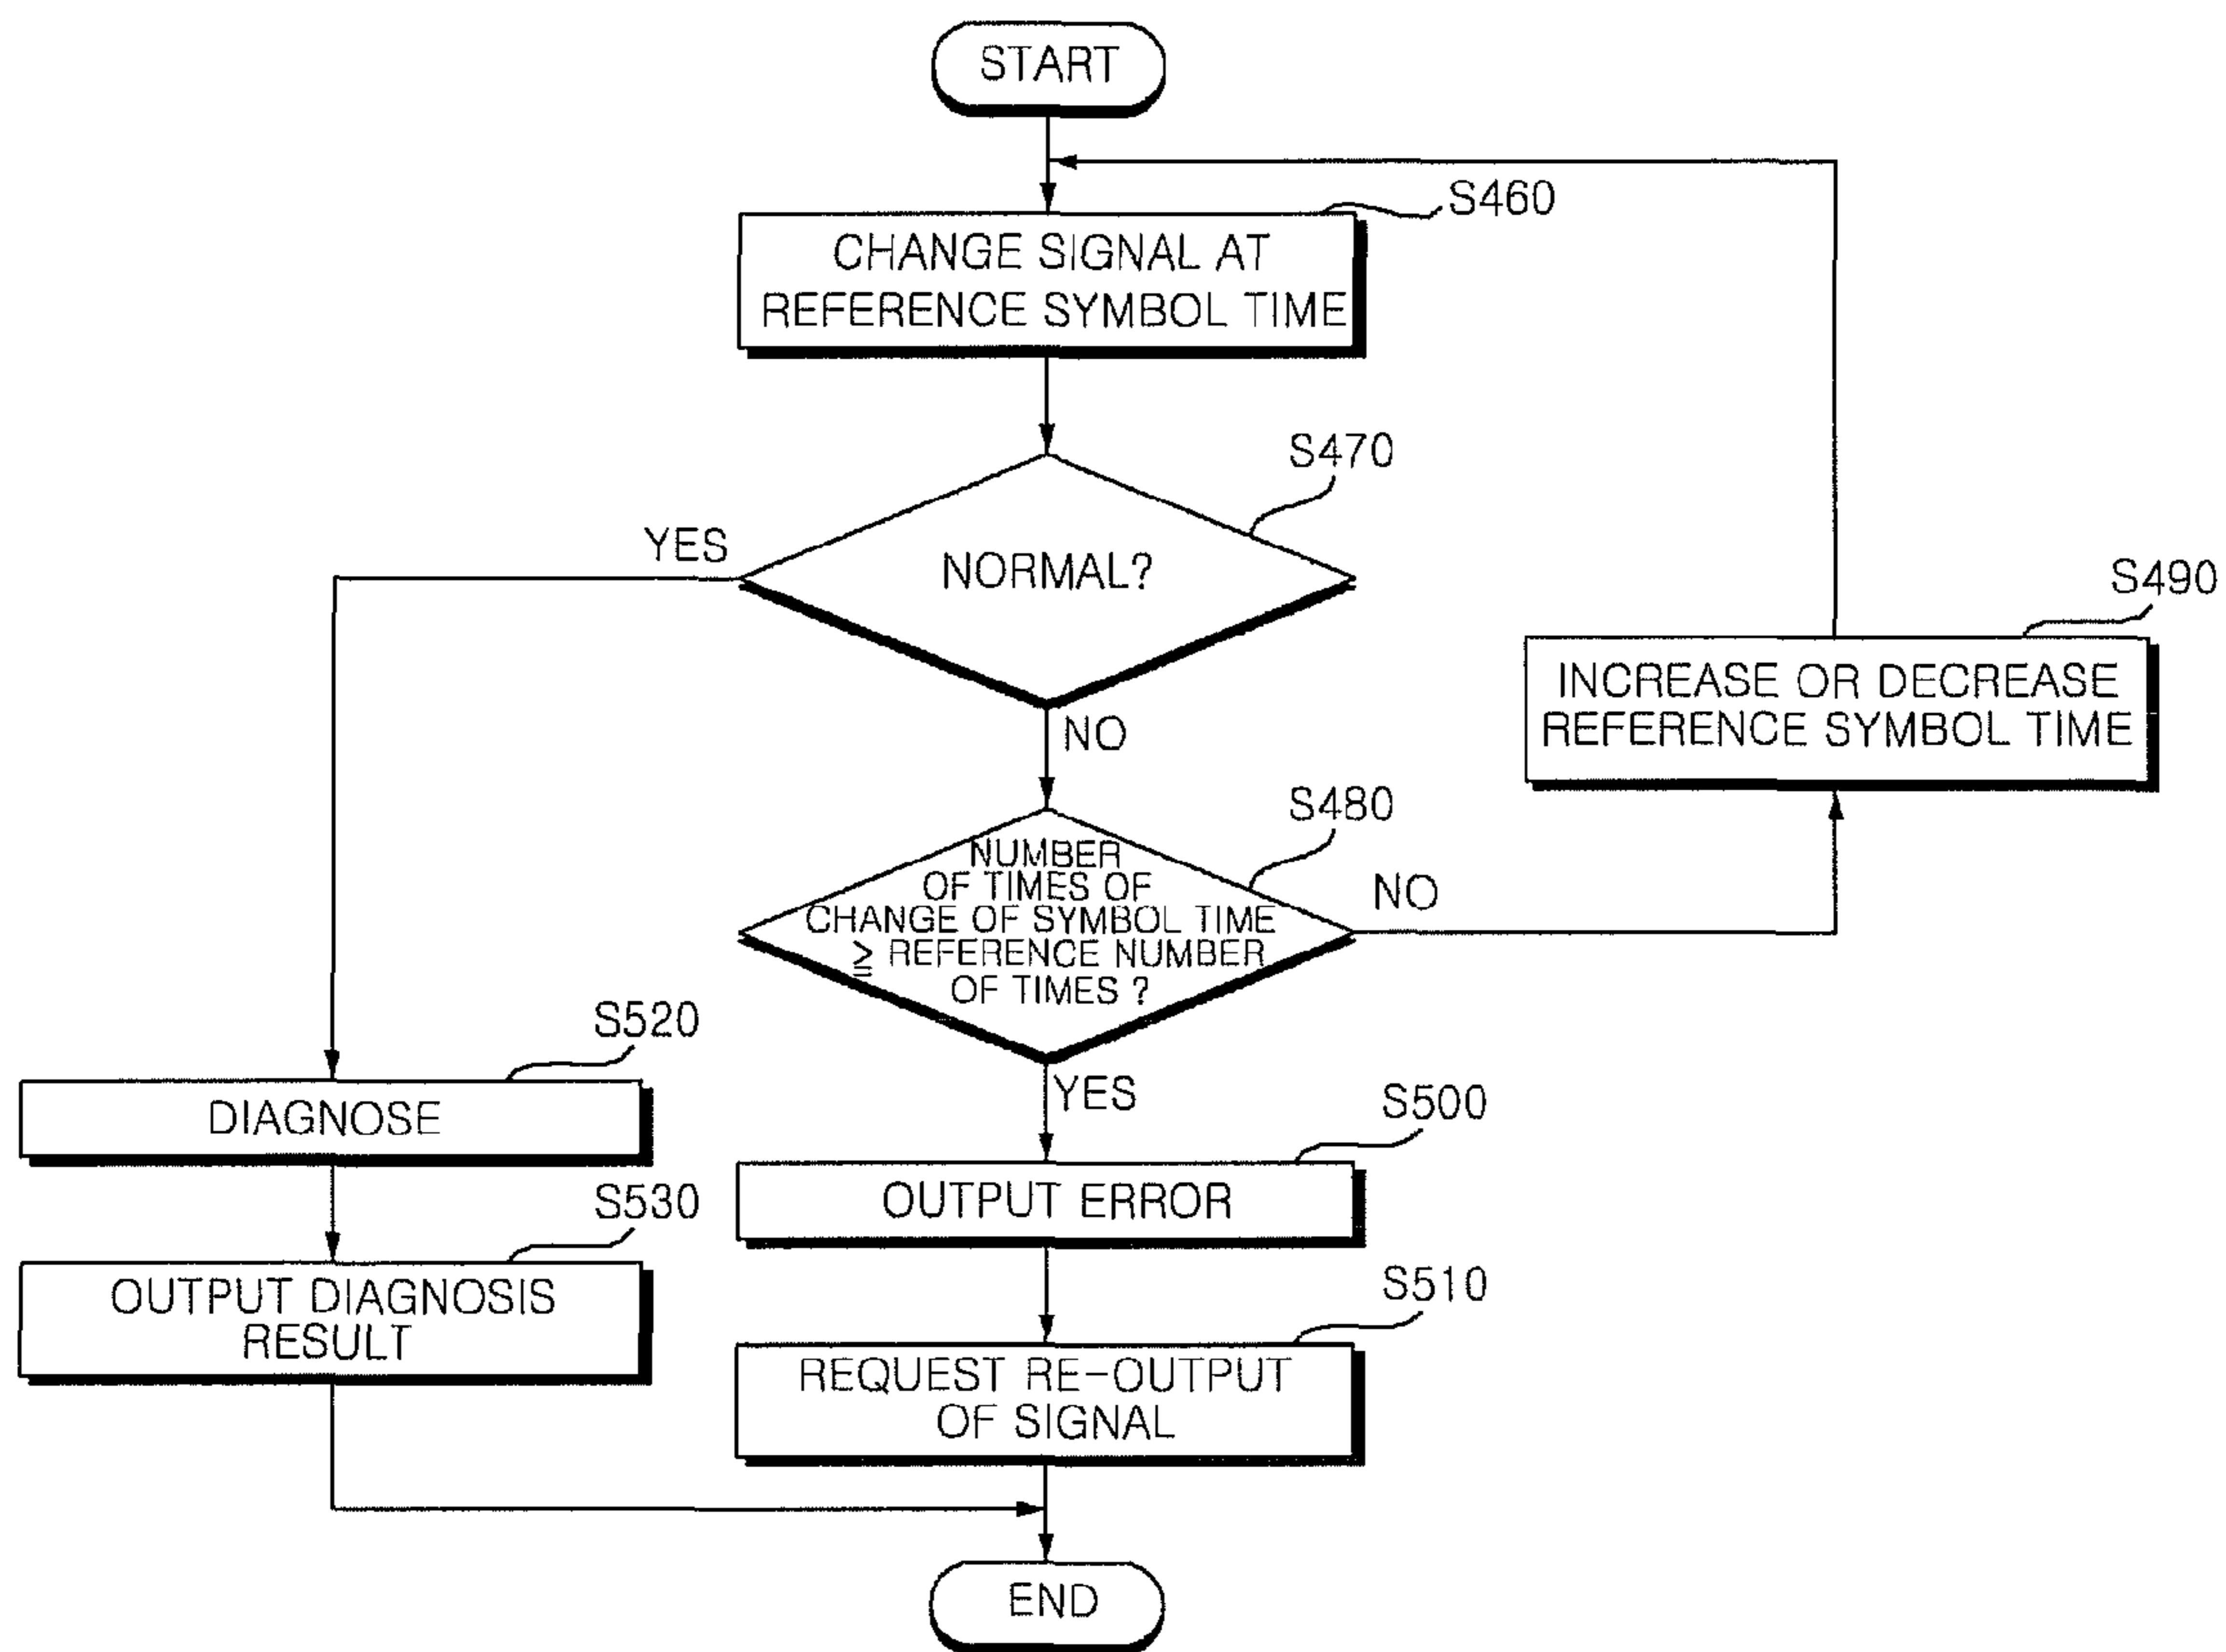 START
S460
CHANGE SIGNAL AT
REFERENCE SYMBOL TIME
S470
YES
NORMAL?
NO
S490
INCREASE OR DECREASE
REFERENCE SYMBOL TIME
S480
NUMBER
OF TIMES OF
CHANGE OF SYMBOL TIME
≧ REFERENCE NUMBER
OF TIMES ?
NO
YES
S520
DIAGNOSE
S530
OUTPUT DIAGNOSIS
RESULT
S500
OUTPUT ERROR
S510
REQUEST RE-OUTPUT
OF SIGNAL
END